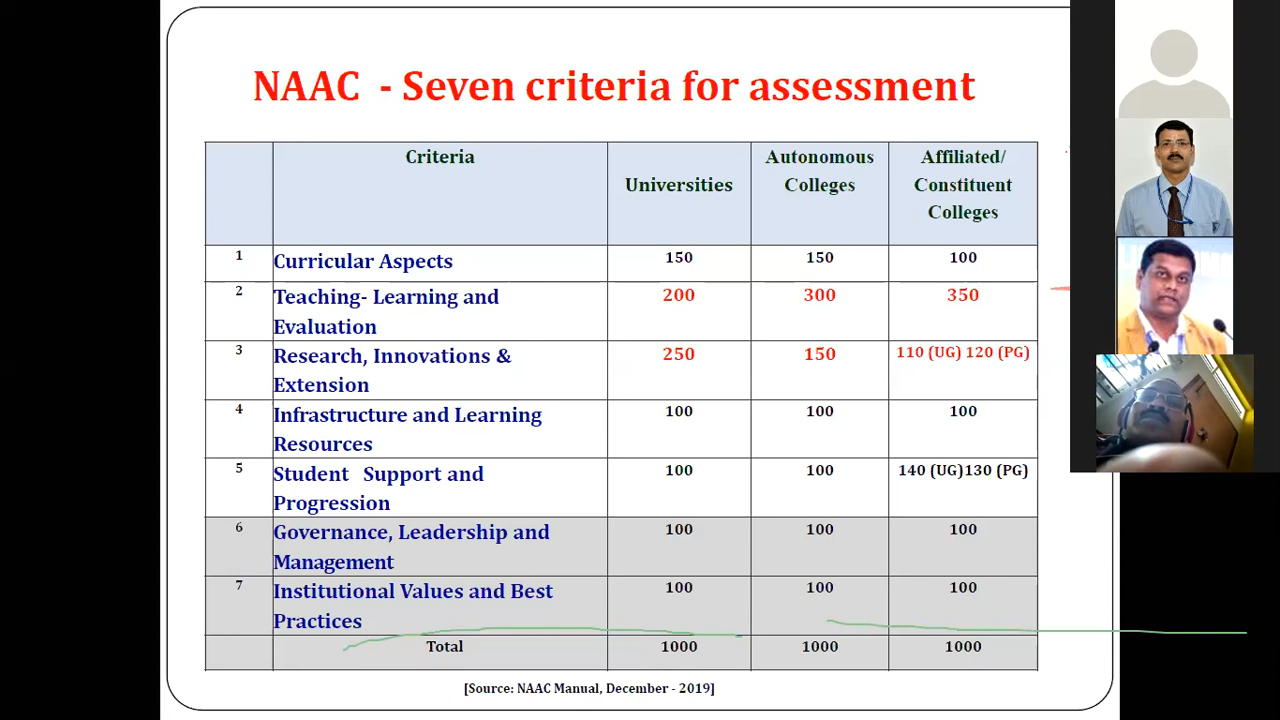 NAAC - Seven criteria for assessment
Criteria
Universities
Autonomous
Colleges
Affiliated/
Constituent
Colleges
1 Curricular Aspects 150 150 100
2 Teaching- Learning and 200 300 350
Evaluation
3 Research, Innovations & 250 150 110 (UG) 120 (PG)
Extension
4 Infrastructure and Learning 100 100 100
Resources
5 Student Support and 100 100 140 (UG)130 (PG)
Progression
6 Governance, Leadership and 100 100 100
Management
7 Institutional Values and Best 100 100 100
Practices
Total 1000 1000 1000
[Source: NAAC Manual, December - 2019]